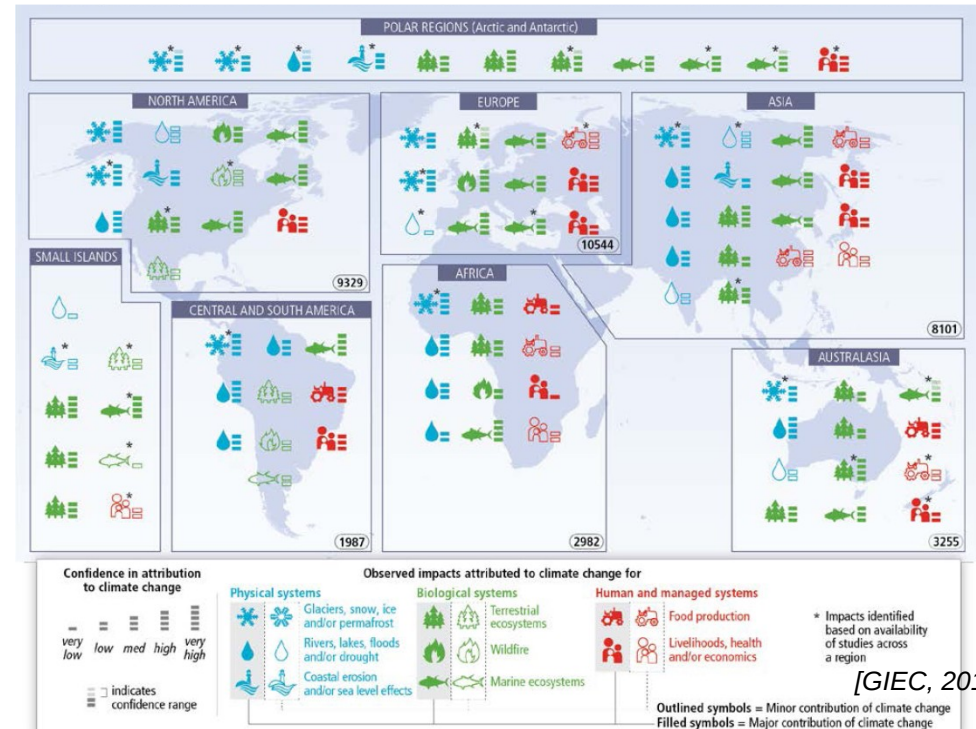 POLAR REGIONS (Arctic and Antarctic)
NORTH AMERICA
EUROPE
ASIA
9329
10544
8101
SMALL ISLANDS
CENTRAL AND SOUTH AMERICA
AFRICA
AUSTRALASIA
1987
2982
3255
Confidence in attribution
to climate change
very
low
low
med
high
very
high
indicates
confidence range
Observed impacts attributed to climate change for
Physical systems
Glaciers, snow, ice
and/or permafrost
Rivers, lakes, floods
and/or drought
Coastal erosion
and/or sea level effects
Biological systems
Terrestrial
ecosystems
Wildfire
Marine ecosystems
Human and managed systems
Food production
Livelihoods, health
and/or economics
* Impacts identified
based on availability
of studies across
a region
[GIEC, 201
Outlined symbols = Minor contribution of climate change
Filled symbols = Major contribution of climate change